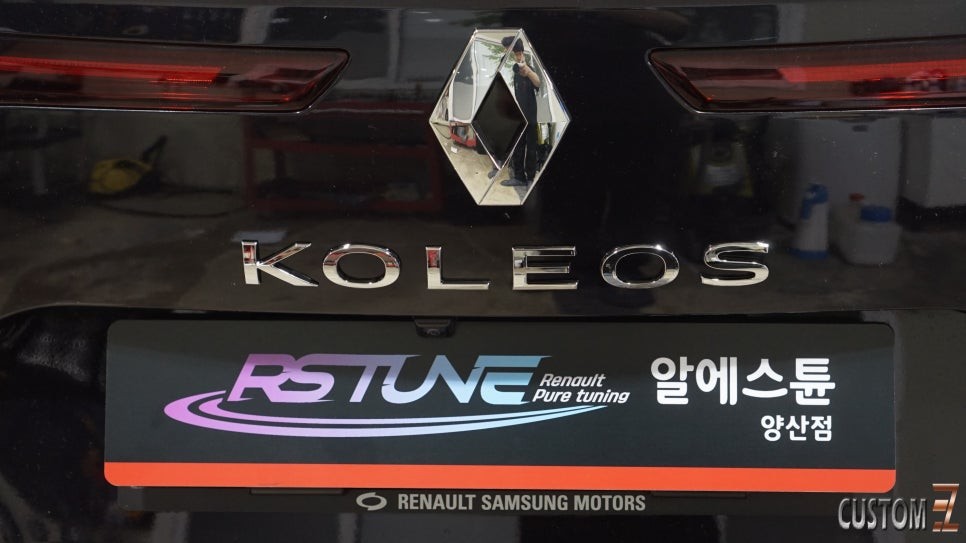 KOLEOS
RSTUNE
Renault
Pure tuning
알에스튠
양산점
RENAULT SAMSUNG MOTORS
CUSTOM EZ